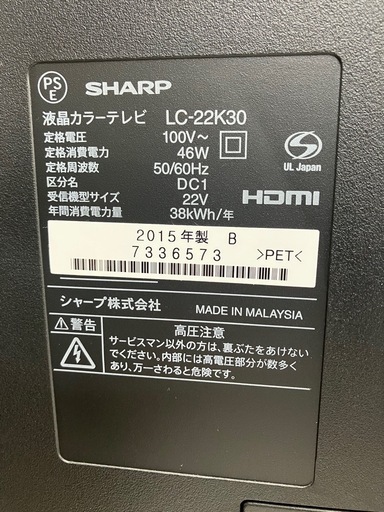 PS
E
SHARP
液晶カラーテレビ LC-22K30
定格電圧 100V~
定格消費電力 46W
定格周波数 50/60Hz
区分名 DC1
受信機型サイズ 22V
年間消費電力量 38kWh/年
UL Japan
HDMI
2015年製 B
7336573
>PET<
シャープ株式会社 MADE IN MALAYSIA
警告 高圧注意
サービスマン以外の方は、裏ぶたをあけない
でください。内部には高電圧部分が数多く
あり、万一さわると危険です。